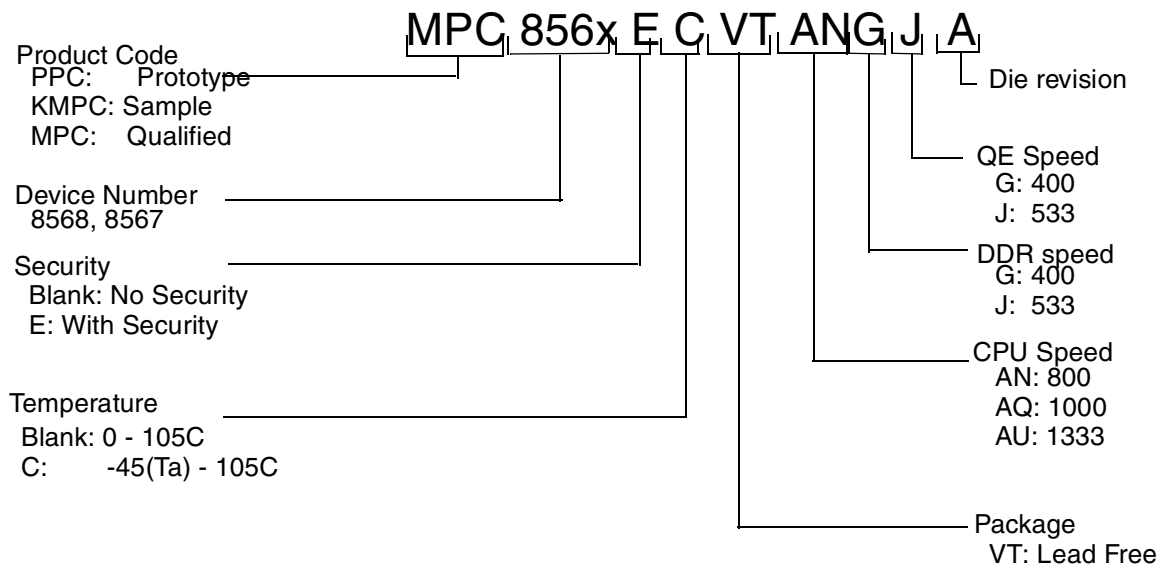 MPC 856x E C VT ANG J A
Product Code
PPC: Prototype
KMPC: Sample
MPC: Qualified
Device Number
8568, 8567
Security
Blank: No Security
E: With Security
Temperature
Blank: 0 - 105C
C: -45(Ta) - 105C
Die revision
QE Speed
G: 400
J: 533
DDR speed
G: 400
J: 533
CPU Speed
AN: 800
AQ: 1000
AU: 1333
Package
VT: Lead Free